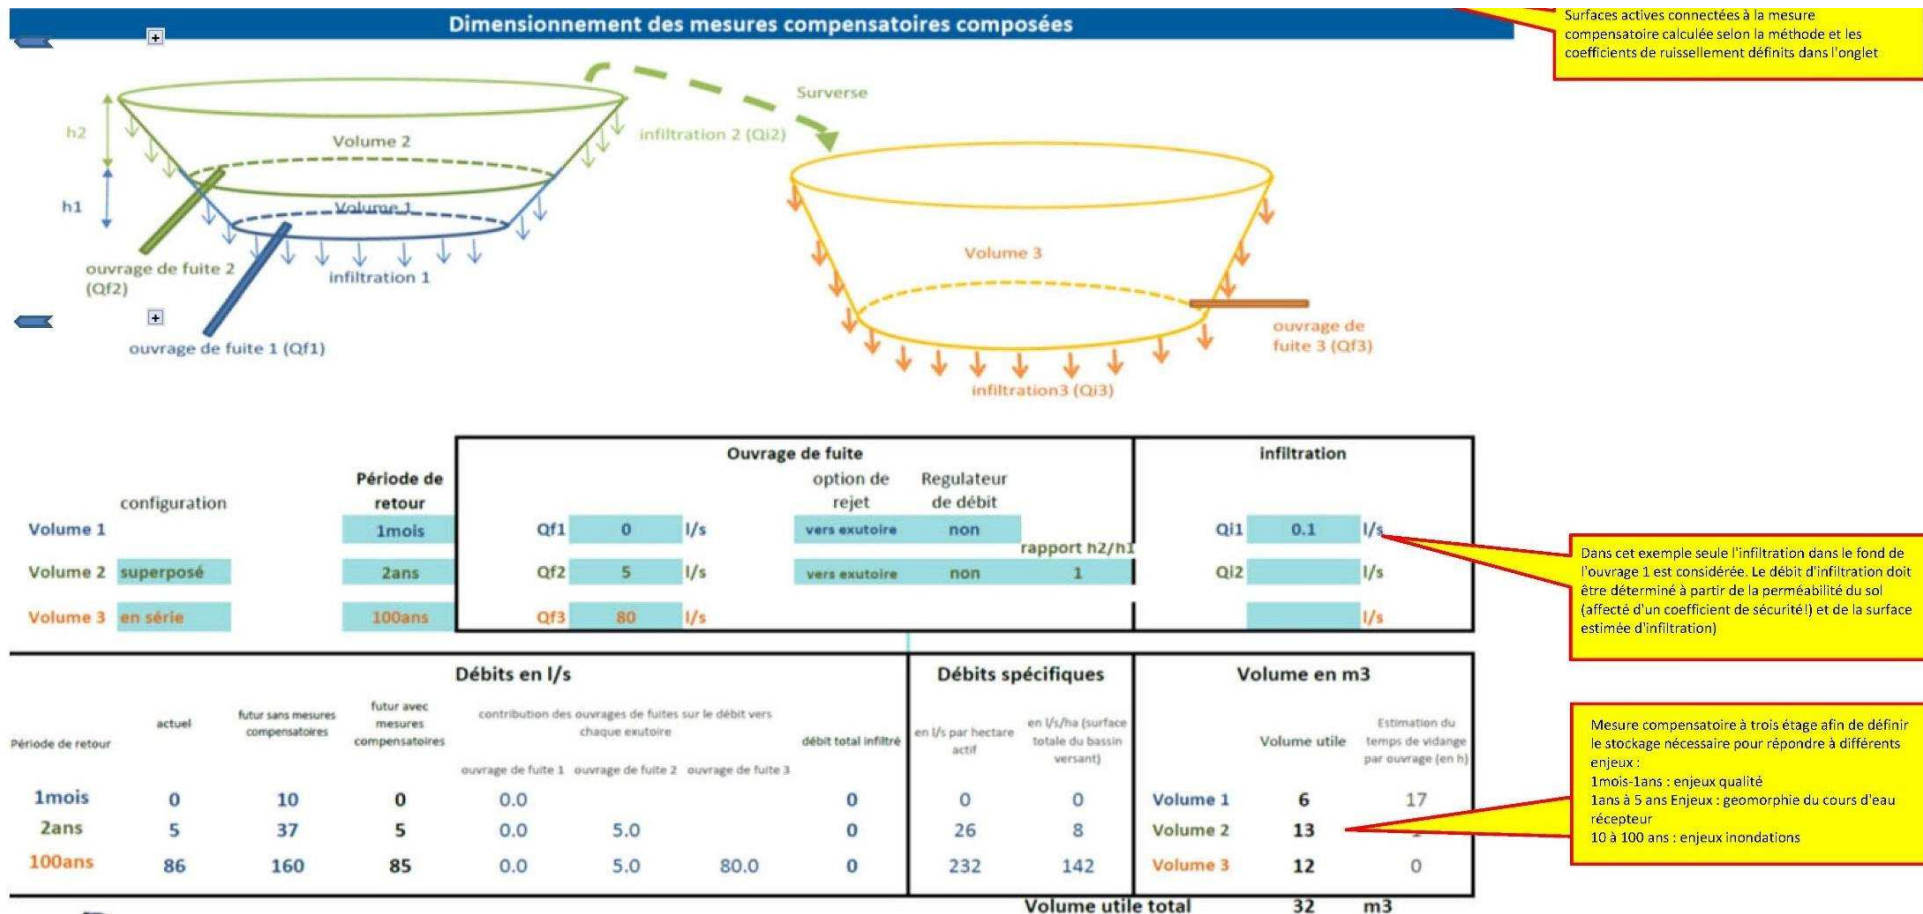 Dimensionnement des mesures compensatoires composées
Surfaces actives connectées à la mesure
compensatoire calculée selon la méthode et les
coefficients de ruissellement définits dans l'onglet
Surverse
h2
Volume 2
infiltration 2 (Qi2)
h1
Volume 1
Volume 3
ouvrage de fuite 2
(Qf2)
infiltration 1
ouvrage de fuite 1 (Qf1)
ouvrage de
fuite 3 (Qf3)
infiltration3 (Qi3)
Ouvrage de fuite
infiltration
configuration
Période de
retour
option de
rejet
Regulateur
de débit
Volume 1 1mois Qf1 0 l/s vers exutoire non Qi1 0.1 l/s
rapport h2/h1
Volume 2 superposé 2ans Qf2 5 l/s vers exutoire non 1 Qi2 l/s
Volume 3 en série 100ans Qf3 80 l/s l/s
Dans cet exemple seule l'infiltration dans le fond de
l'ouvrage 1 est considérée. Le débit d'infiltration doit
être déterminé à partir de la perméabilité du sol
(affecté d'un coefficient de sécurité!) et de la surface
estimée d'infiltration)
Débits en l/s
Débits spécifiques
Volume en m3
Période de retour
actuel
futur sans mesures
compensatoires
futur avec
mesures
compensatoires
contribution des ouvrages de fuites sur le débit vers
chaque exutoire
ouvrage de fuite 1 ouvrage de fuite 2 ouvrage de fuite 3
débit total infiltré
en l/s par hectare
actif
en l/s/ha (surface
totale du bassin
versant)
Volume utile
Estimation du
temps de vidange
par ouvrage (en h)
1mois 0 10 0 0.0 0 0 0 Volume 1 6 17
2ans 5 37 5 0.0 5.0 0 26 8 Volume 2 13
100ans 86 160 85 0.0 5.0 80.0 0 232 142 Volume 3 12 0
Volume utile total 32 m3
Mesure compensatoire à trois étage afin de définir
le stockage nécessaire pour répondre à différents
enjeux :
1mois-1ans : enjeux qualité
1ans à 5 ans Enjeux : geomorphie du cours d'eau
récepteur
10 à 100 ans : enjeux inondations